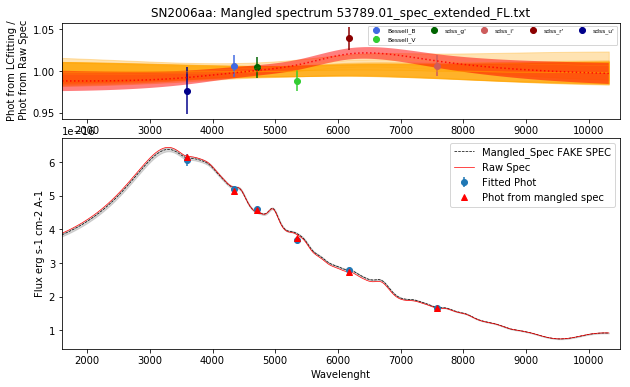 SN2006aa: Mangled spectrum 53789.01_spec_extended_FL.txt
Phot from LCfitting /
Phot from Raw Spec
1.05
1.00
0.95
Bessell_B
Bessell_V
sdss_g'
sdss_i'
sdss_r'
sdss_u'
2000 3000 4000 5000 6000 7000 8000 9000 10000
1e−16
Flux erg s-1 cm-2 A-1
6
5
4
3
2
1
Mangled_Spec FAKE SPEC
Raw Spec
Fitted Phot
Phot from mangled spec
2000 3000 4000 5000 6000 7000 8000 9000 10000
Wavelenght